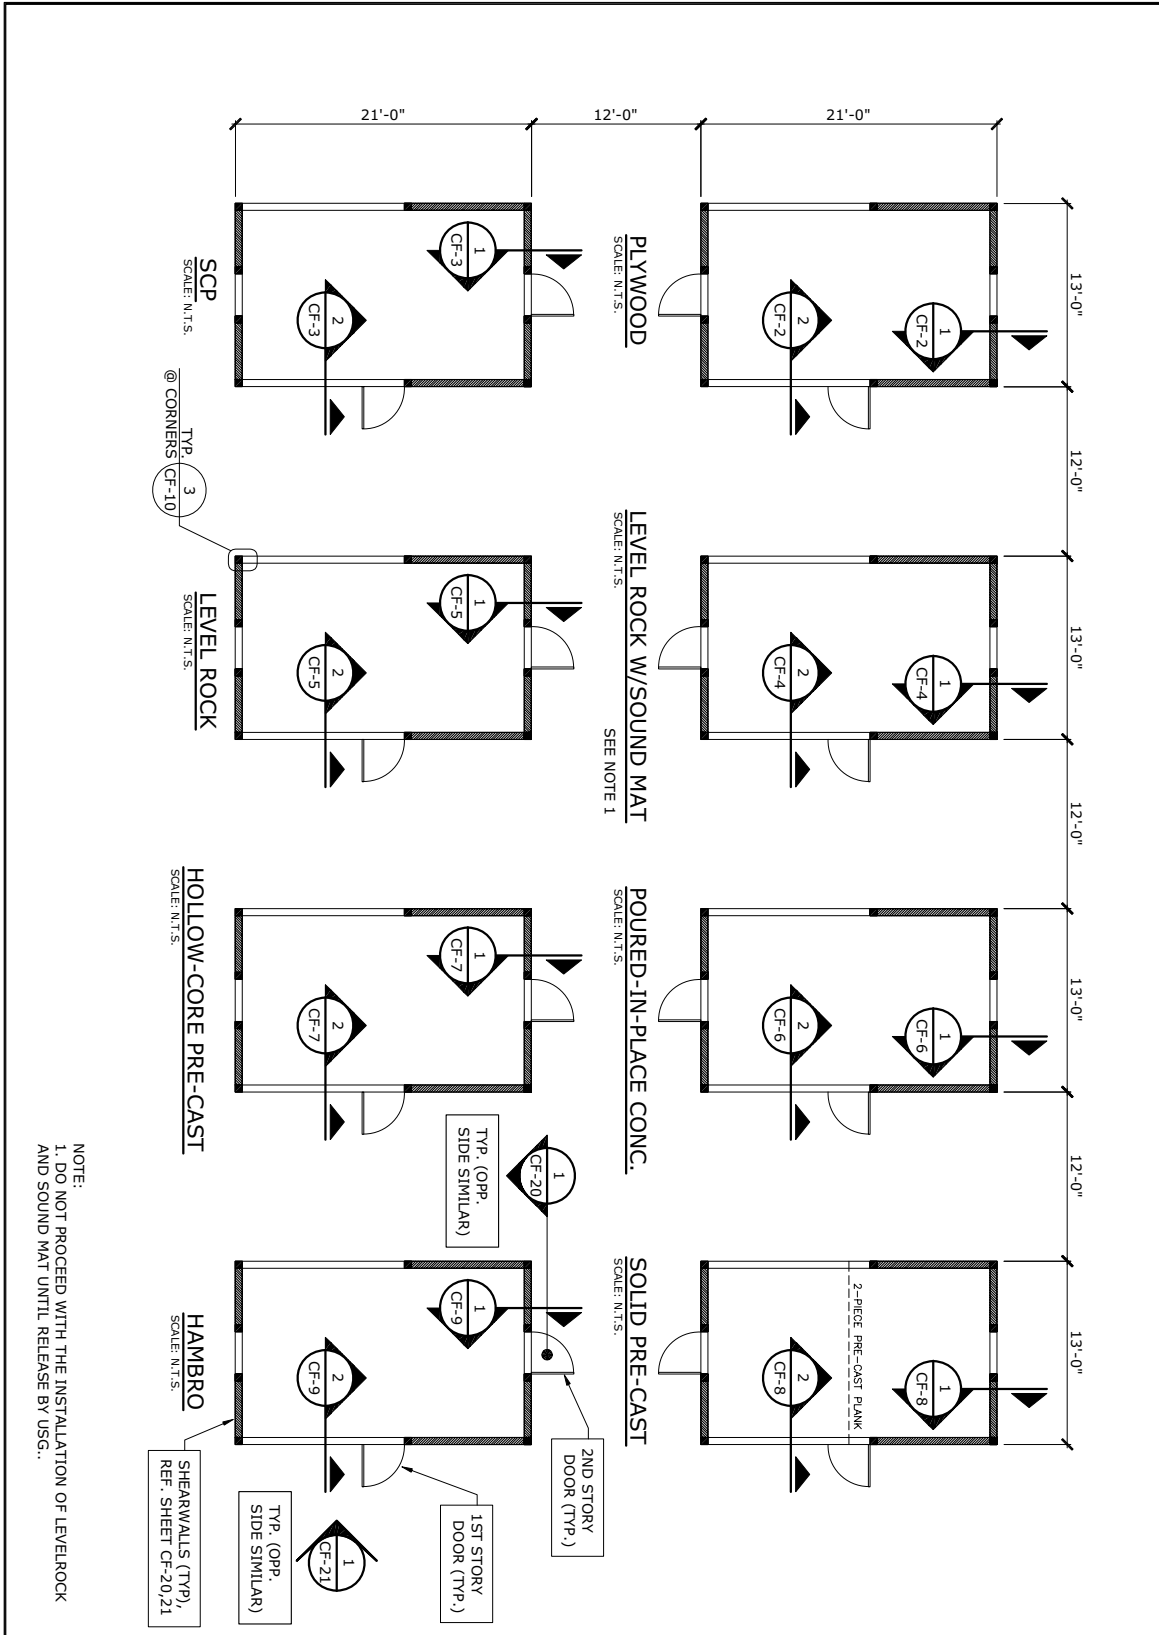 21'-0"
12'-0"
21'-0"
13'-0"
12'-0"
13'-0"
12'-0"
13'-0"
12'-0"
13'-0"
1
CF-2
2
CF-2
PLYWOOD
SCALE: N.T.S.
1
CF-4
2
CF-4
LEVEL ROCK W/SOUND MAT
SCALE: N.T.S.
SEE NOTE 1
1
CF-6
2
CF-6
POURED-IN-PLACE CONC.
SCALE: N.T.S.
2-PIECE PRE-CAST PLANK
1
CF-8
2
CF-8
SOLID PRE-CAST
SCALE: N.T.S.
1
CF-3
2
CF-3
SCP
SCALE: N.T.S.
TYP.
@ CORNERS
3
CF-10
1
CF-5
2
CF-5
LEVEL ROCK
SCALE: N.T.S.
1
CF-7
2
CF-7
HOLLOW-CORE PRE-CAST
SCALE: N.T.S.
1
CF-20
TYP. (OPP.
SIDE SIMILAR)
1
CF-9
2
CF-9
HAMBRO
SCALE: N.T.S.
2ND STORY
DOOR (TYP.)
1ST STORY
DOOR (TYP.)
1
CF-21
TYP. (OPP.
SIDE SIMILAR)
SHEARWALLS (TYP),
REF. SHEET CF-20,21
NOTE:
1. DO NOT PROCEED WITH THE INSTALLATION OF LEVELROCK
AND SOUND MAT UNTIL RELEASE BY USG..